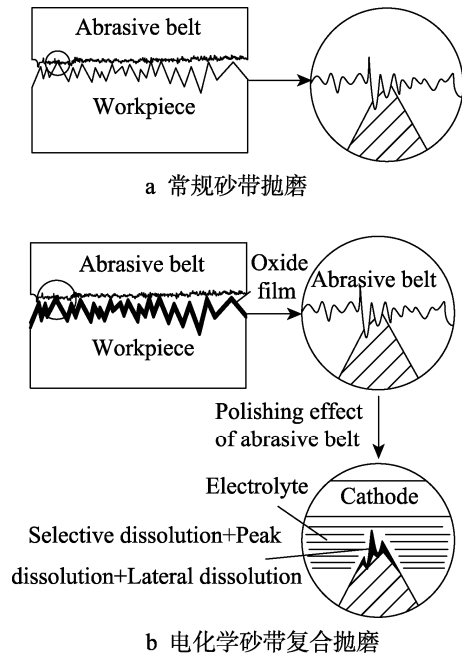 Abrasive belt
Workpiece
a 常规砂带抛磨
Abrasive belt
Oxide
film
Workpiece
Abrasive belt
Polishing effect
of abrasive belt
Electrolyte
Cathode
Selective dissolution+Peak
dissolution+Lateral dissolution
b 电化学砂带复合抛磨